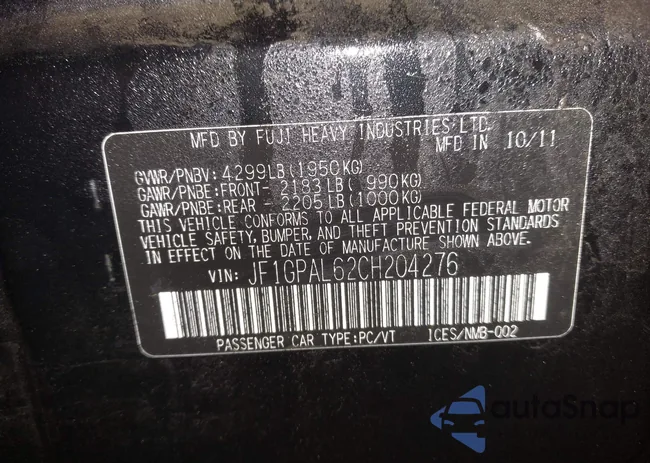 MFD BY FUJI HEAVY INDUSTRIES LTD.
MFD IN 10/11
GVWR/PNBV: 4299LB (1950KG)
GAWR/PNBE: FRONT- 2183 LB ( 990KG)
GAWR/PNBE: REAR - 2205 LB (1000KG)
THIS VEHICLE CONFORMS TO ALL APPLICABLE FEDERAL MOTOR
VEHICLE SAFETY, BUMPER, AND THEFT PREVENTION STANDARDS
IN EFFECT ON THE DATE OF MANUFACTURE SHOWN ABOVE.
VIN: JF1GPAL62CH204276
PASSENGER CAR TYPE:PC/VT ICES/NMB-002
autoSnap